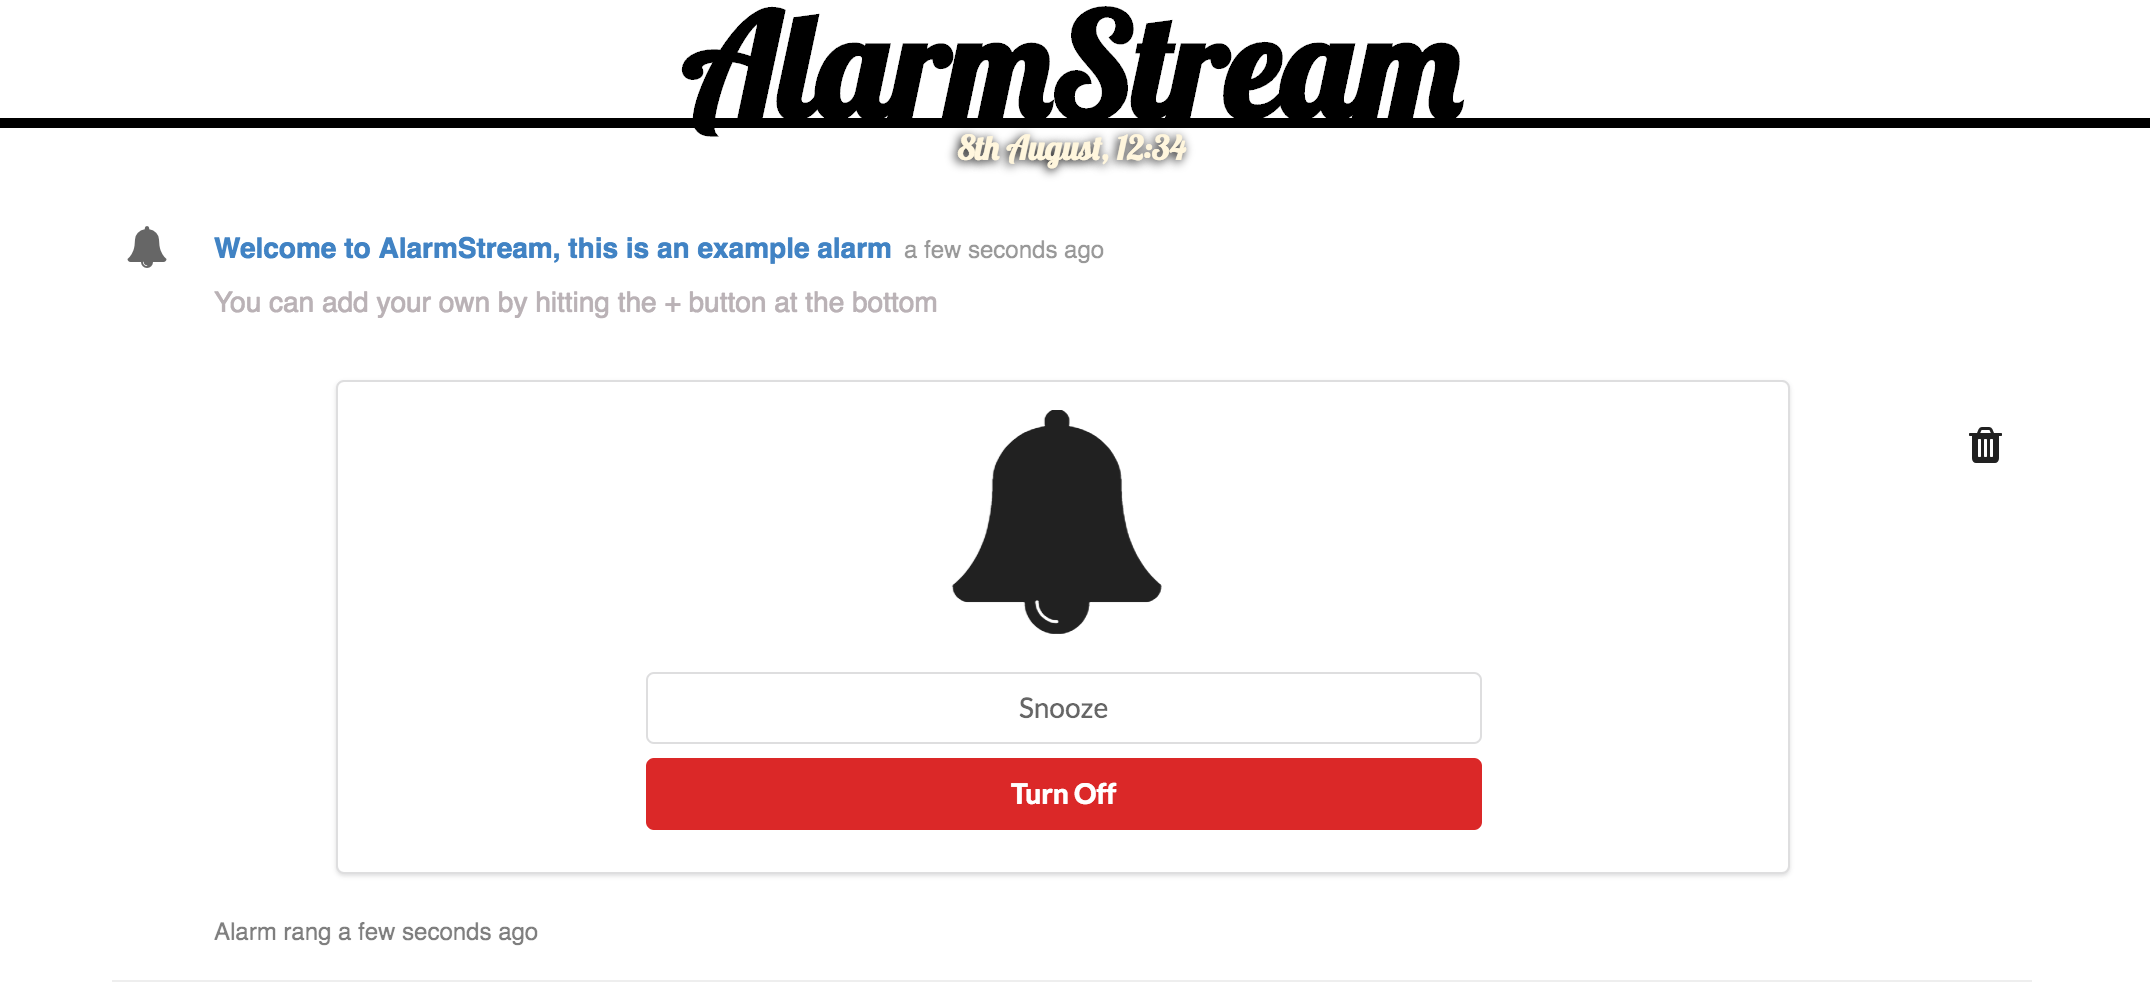 AlarmStream
8th August, 12:34
Welcome to AlarmStream, this is an example alarm a few seconds ago
You can add your own by hitting the + button at the bottom
Snooze
Turn Off
Alarm rang a few seconds ago